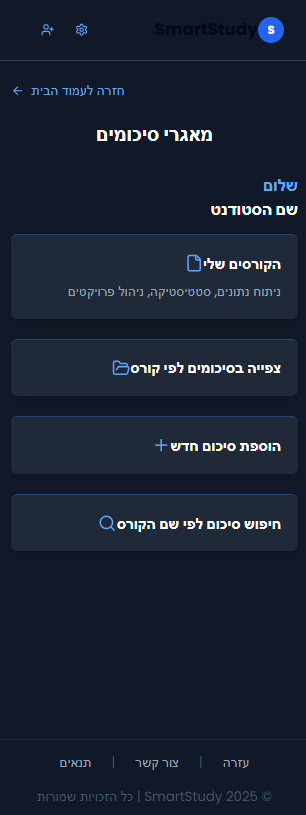 S SmartStudy
חזרה לעמוד הבית
מאגרי סיכומים
שלום
שם הסטודנט
הקורסים שלי
ניתוח נתונים, סטטיסטיקה, ניהול פרויקטים
צפייה בסיכומים לפי קורס
הוספת סיכום חדש
חיפוש סיכום לפי שם הקורס
עזרה | צור קשר | תנאים
© 2025 SmartStudy | כל הזכויות שמורות